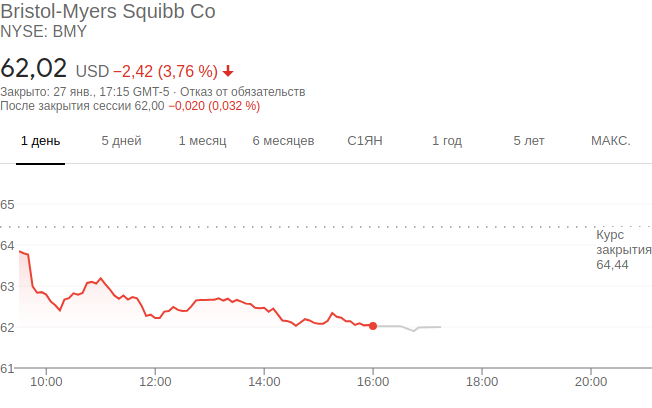 Bristol-Myers Squibb Co
NYSE: BMY
62,02 USD −2,42 (3,76 %)
Закрыто: 27 янв., 17:15 GMT-5 · Отказ от обязательств
После закрытия сессии 62,00 −0,020 (0,032 %)
1 день 5 дней 1 месяц 6 месяцев С1ЯН 1 год 5 лет МАКС.
65
64
63
62
61
Курс
закрытия
64,44
10:00 12:00 14:00 16:00 18:00 20:00